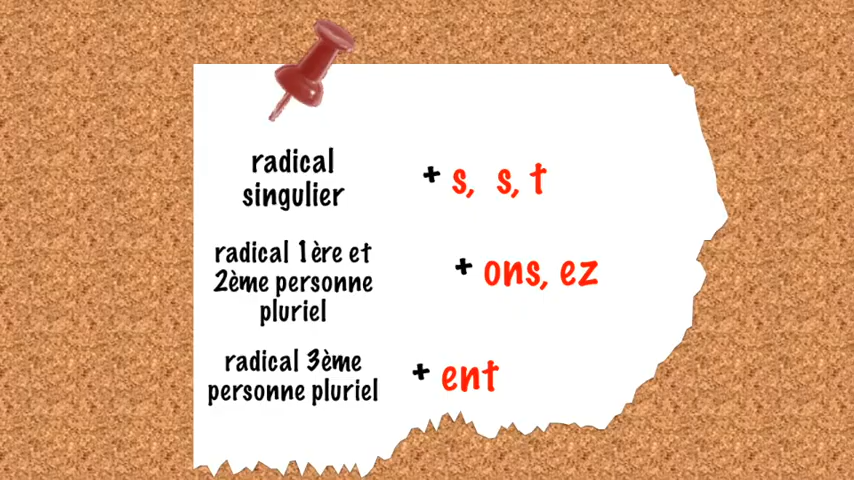 radical
singulier
+ s, s, t
radical 1ère et
2ème personne
pluriel
+ ons, ez
radical 3ème
personne pluriel
+ ent